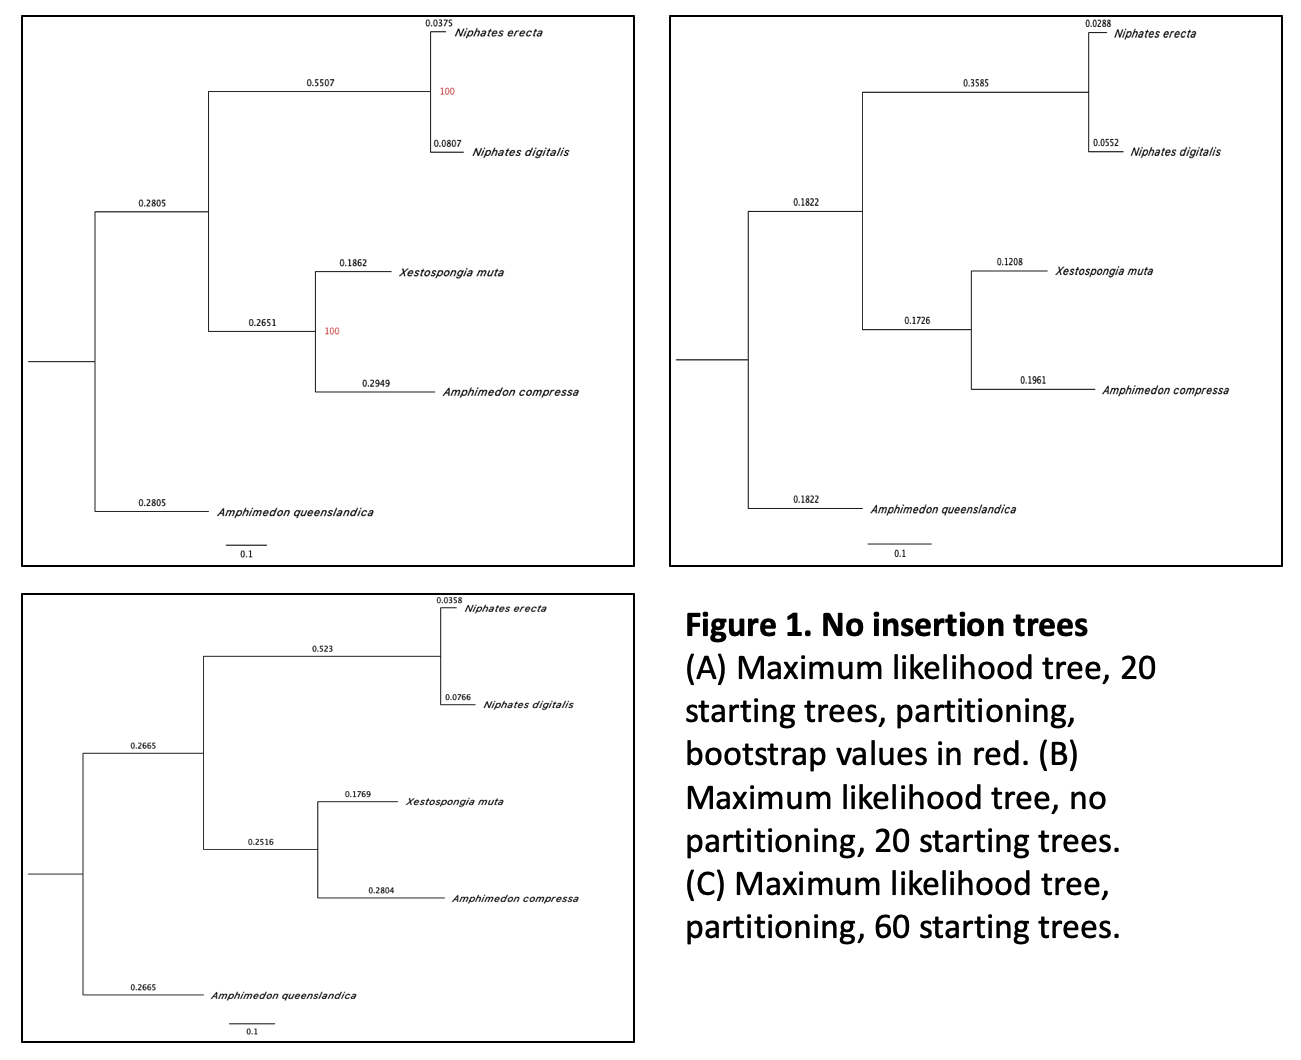 0.0375
Niphates erecta
0.5507
100
0.0807
Niphates digitalis
0.2805
0.1862
Xestospongia muta
0.2651
100
0.2949
Amphimedon compressa
0.2805
Amphimedon queenslandica
0.1
0.0288
Niphates erecta
0.3585
0.0552
Niphates digitalis
0.1822
0.1208
Xestospongia muta
0.1726
0.1961
Amphimedon compressa
0.1822
Amphimedon queenslandica
0.1
0.0358
Niphates erecta
0.523
0.0766
Niphates digitalis
0.2665
0.1769
Xestospongia muta
0.2516
0.2804
Amphimedon compressa
0.2665
Amphimedon queenslandica
0.1
Figure 1. No insertion trees
(A) Maximum likelihood tree, 20
starting trees, partitioning,
bootstrap values in red. (B)
Maximum likelihood tree, no
partitioning, 20 starting trees.
(C) Maximum likelihood tree,
partitioning, 60 starting trees.